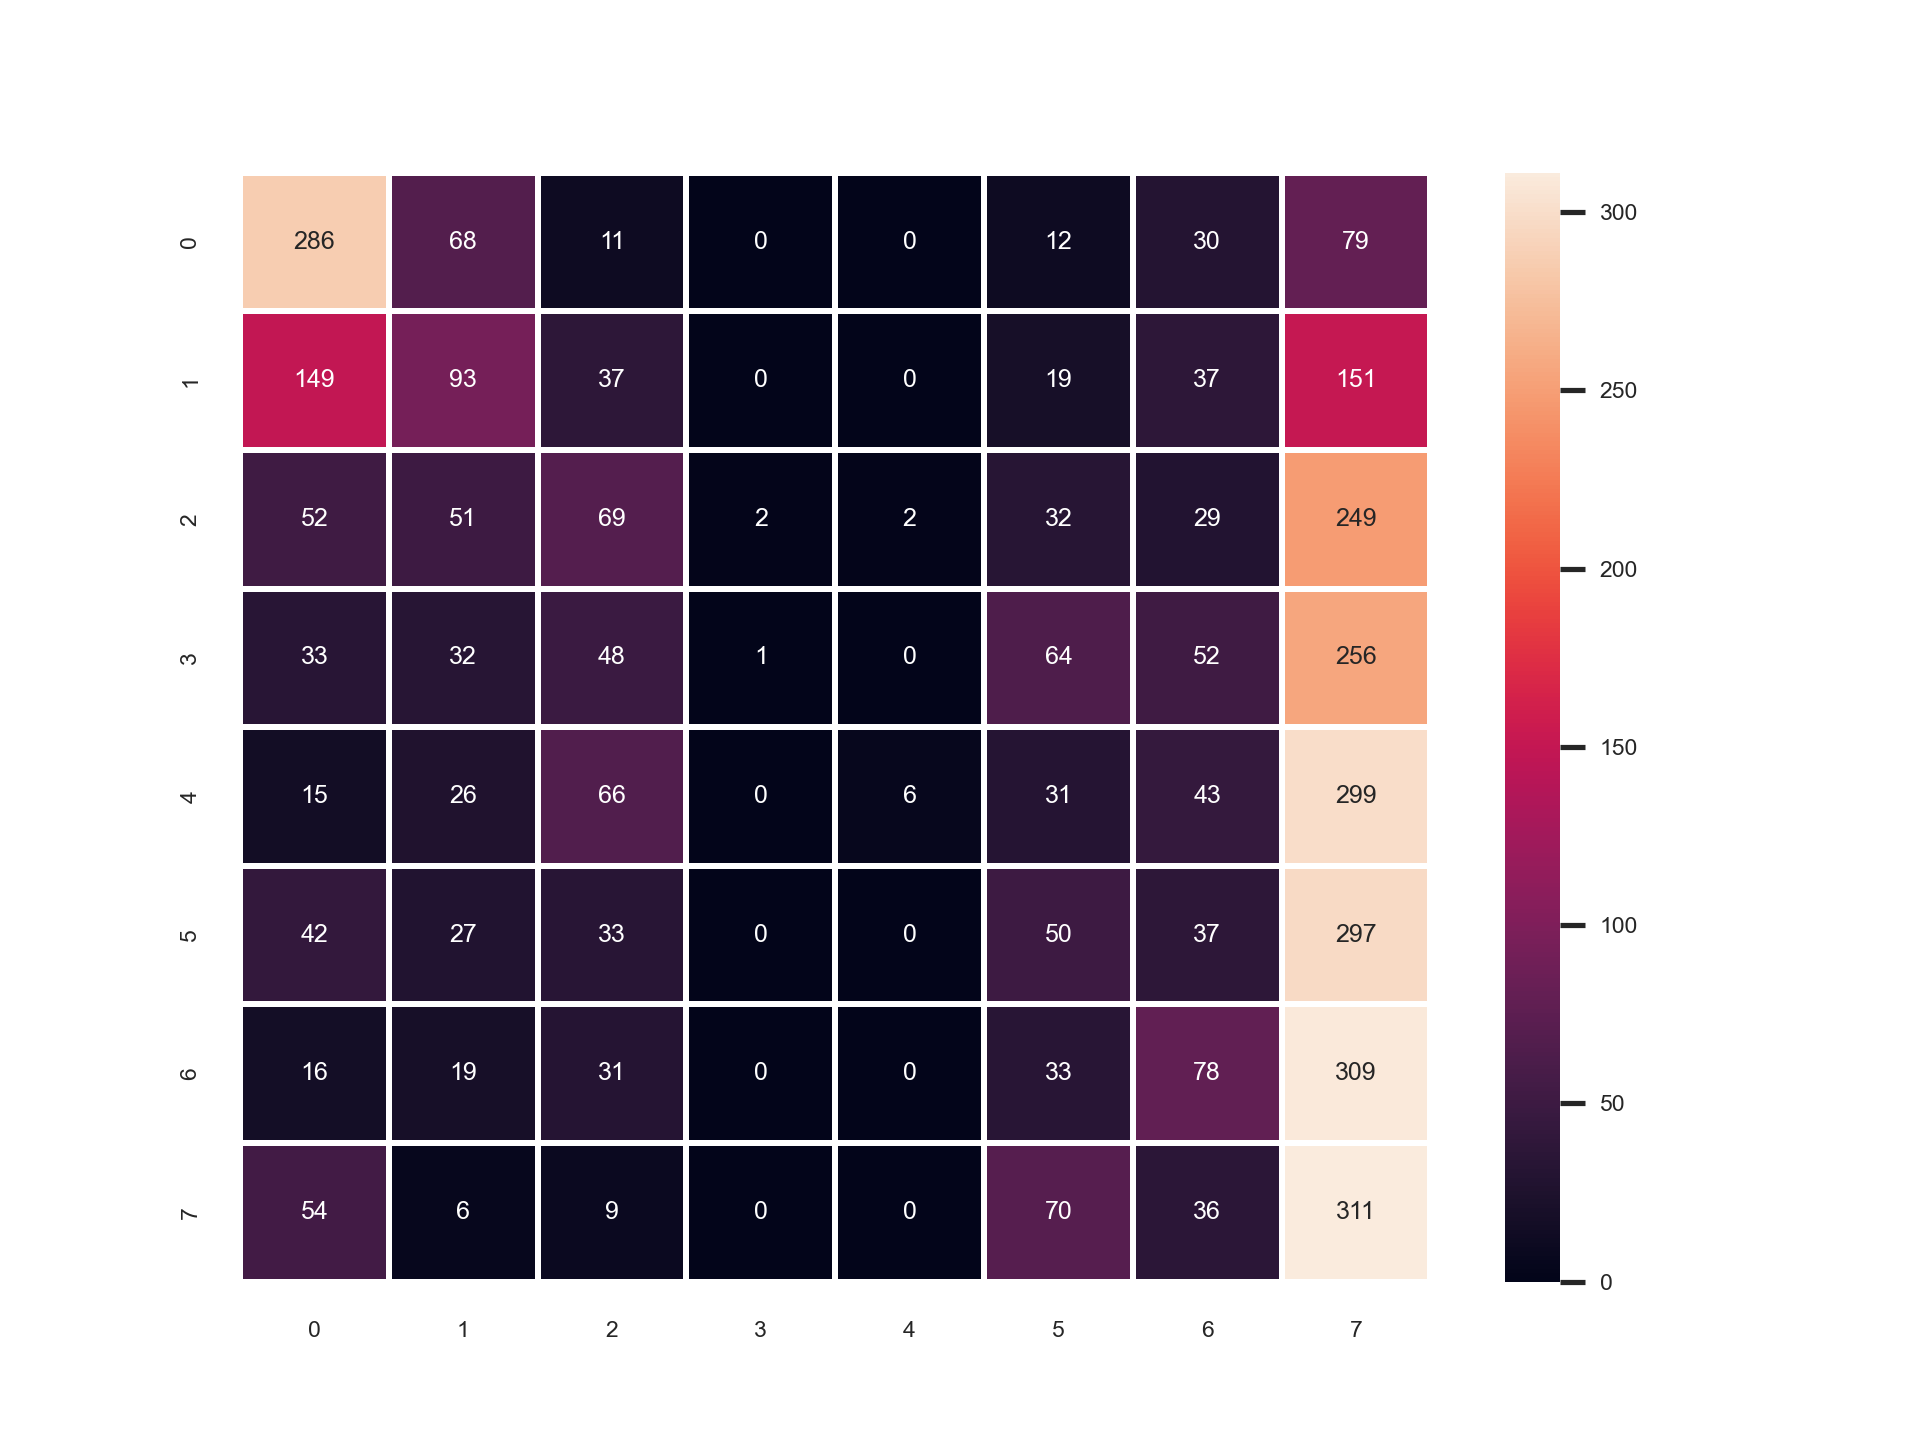 0 286 68 11 0 0 12 30 79
1 149 93 37 0 0 19 37 151
2 52 51 69 2 2 32 29 249
3 33 32 48 1 0 64 52 256
4 15 26 66 0 6 31 43 299
5 42 27 33 0 0 50 37 297
6 16 19 31 0 0 33 78 309
7 54 6 9 0 0 70 36 311
0 1 2 3 4 5 6 7
300
250
200
150
100
50
0